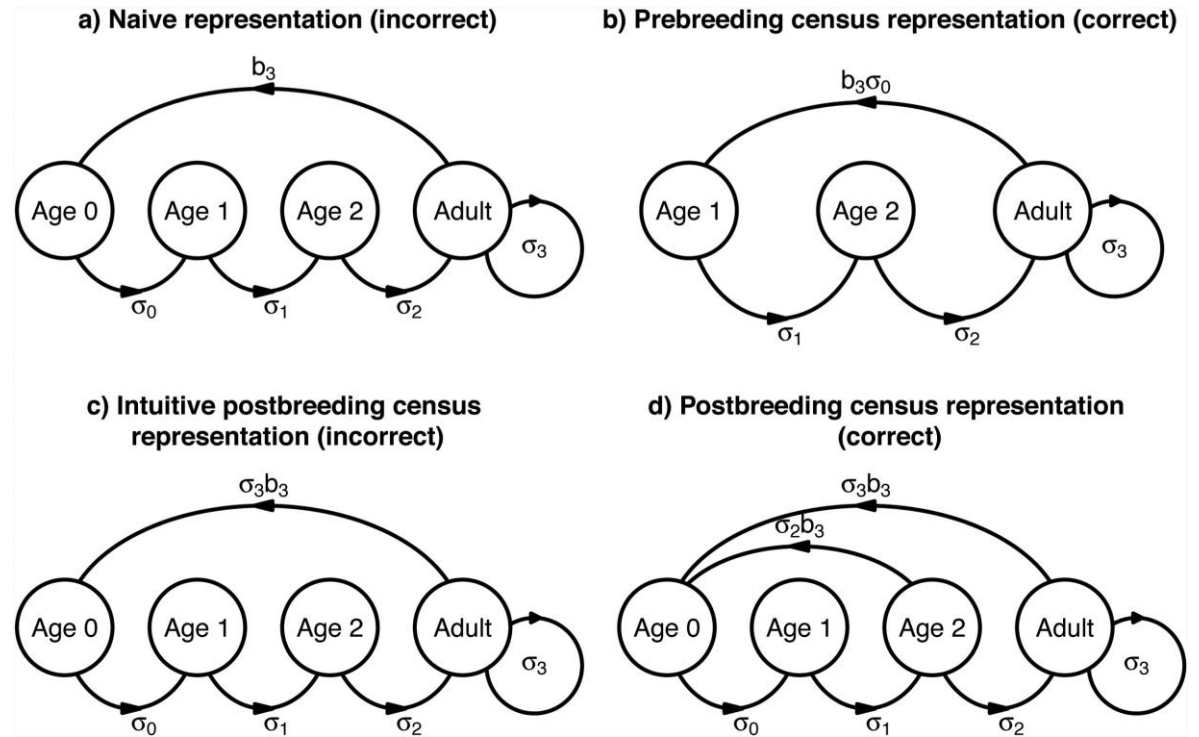 a) Naive representation (incorrect)
b₃
Age 0
Age 1
Age 2
Adult
σ₃
σ₀
σ₁
σ₂
b) Prebreeding census representation (correct)
b₃σ₀
Age 1
Age 2
Adult
σ₃
σ₁
σ₂
c) Intuitive postbreeding census
representation (incorrect)
σ₃b₃
Age 0
Age 1
Age 2
Adult
σ₃
σ₀
σ₁
σ₂
d) Postbreeding census representation
(correct)
σ₃b₃
σ₂b₃
Age 0
Age 1
Age 2
Adult
σ₃
σ₀
σ₁
σ₂